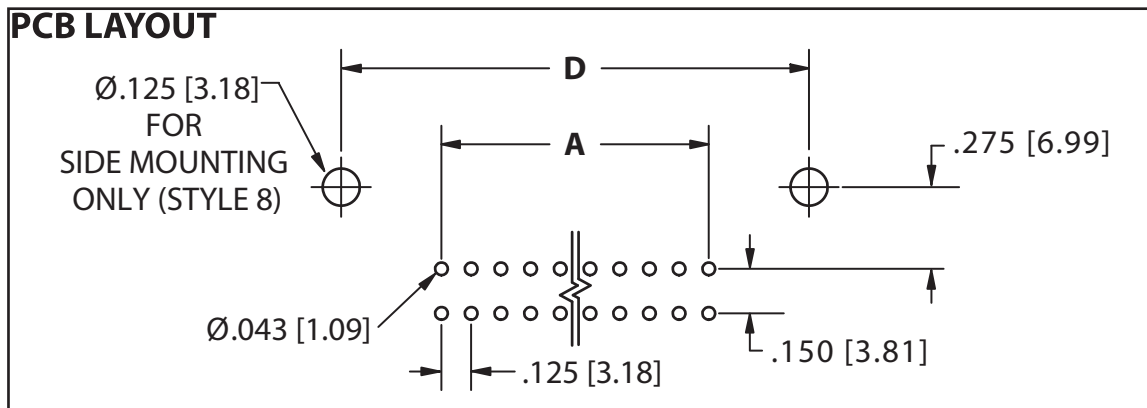 PCB LAYOUT
D
Ø.125 [3.18]
FOR
SIDE MOUNTING
ONLY (STYLE 8)
A
.275 [6.99]
Ø.043 [1.09]
.150 [3.81]
.125 [3.18]